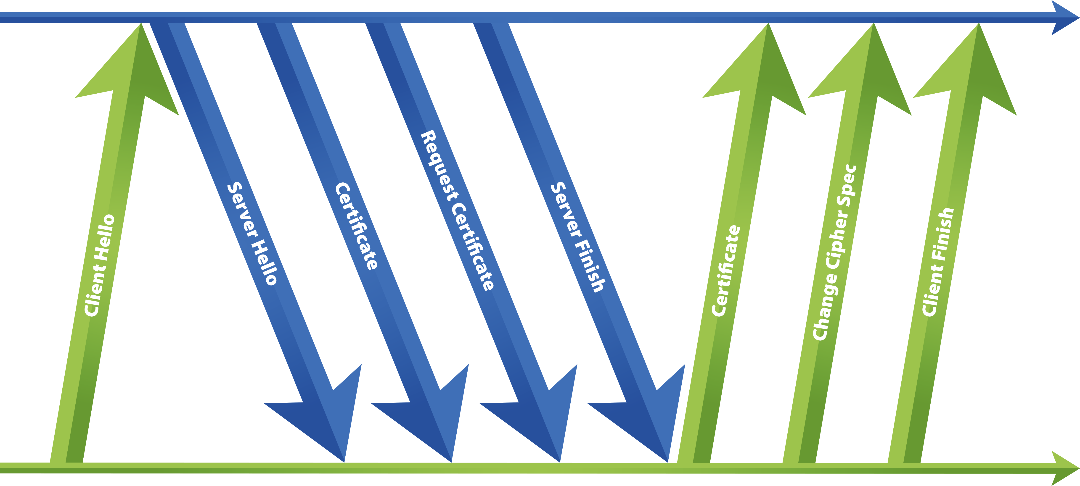 Client Hello
Server Hello
Certificate
Request Certificate
Server Finish
Certificate
Change Cipher Spec
Client Finish